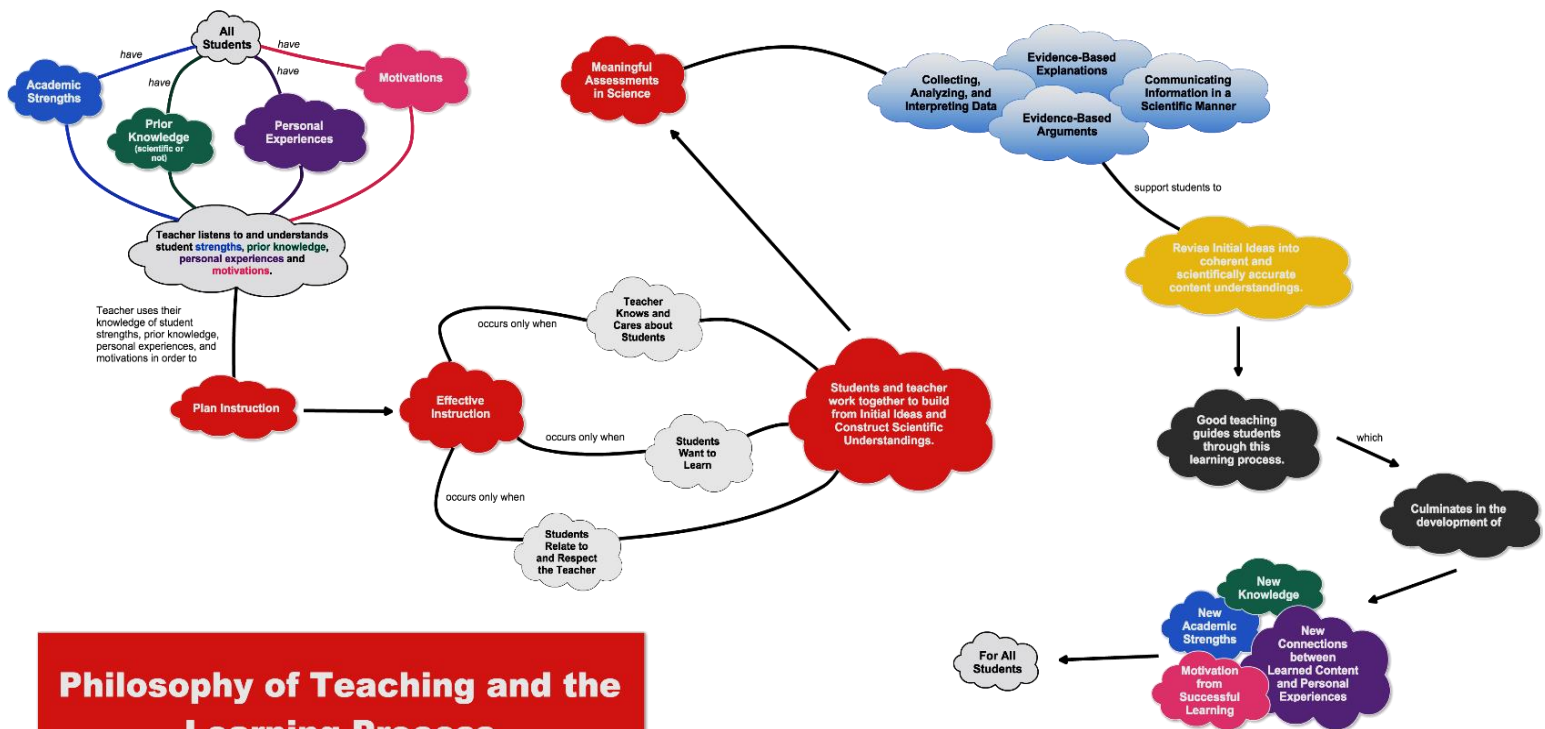 All
Students
have
have
have
have
Academic
Strengths
Prior
Knowledge
(scientific or
not)
Personal
Experiences
Motivations
Teacher listens to and understands
student strengths, prior knowledge,
personal experiences and
motivations.
Teacher uses their
knowledge of student
strengths, prior knowledge,
personal experiences, and
motivations in order to
Plan Instruction
Effective
Instruction
occurs only when
Teacher
Knows and
Cares about
Students
occurs only when
Students
Want to
Learn
occurs only when
Students
Relate to
and Respect
the Teacher
Students and teacher
work together to build
from Initial Ideas and
Construct Scientific
Understandings.
Meaningful
Assessments
in Science
Collecting,
Analyzing, and
Interpreting Data
Evidence-Based
Explanations
Evidence-Based
Arguments
Communicating
Information in a
Scientific Manner
support students to
Revise Initial Ideas into
coherent and
scientifically accurate
content understandings.
Good teaching
guides students
through this
learning process.
which
Culminates in the
development of
New
Knowledge
New
Academic
Strengths
New
Connections
between
Learned Content
and Personal
Experiences
Motivation
from
Successful
Learning
For All
Students
Philosophy of Teaching and the
Learning Process